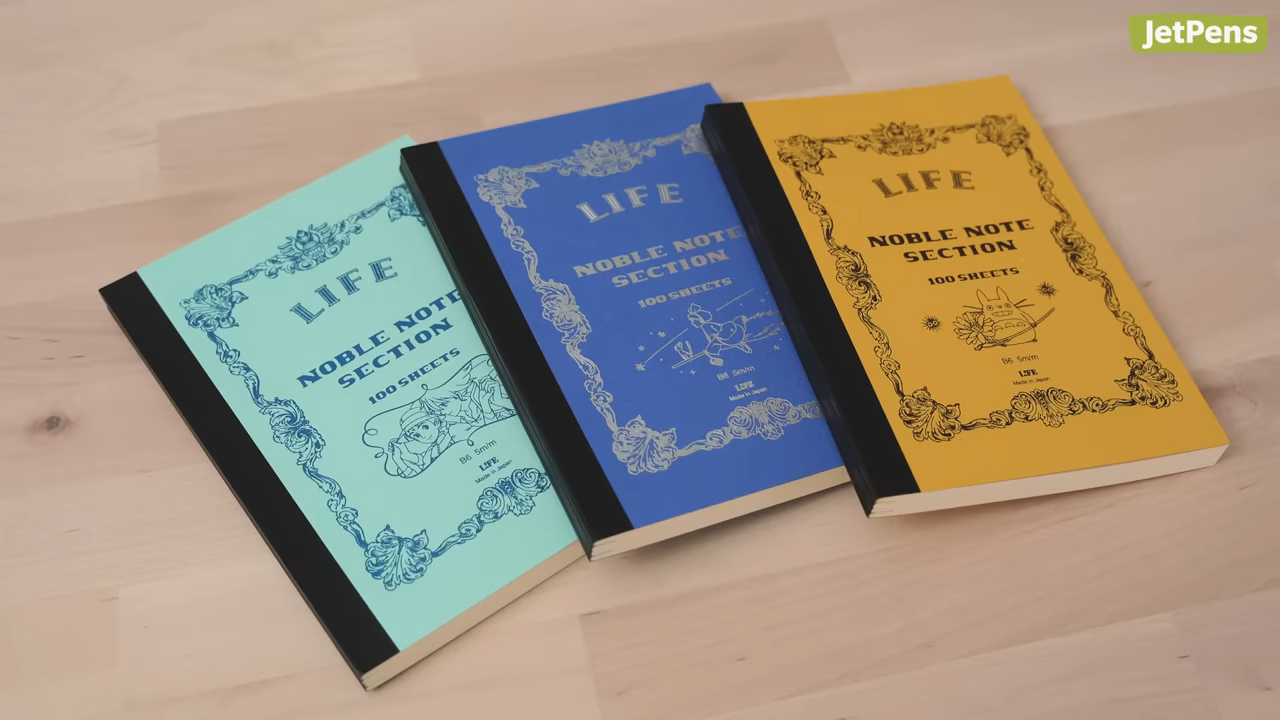 JetPens
LIFE
NOBLE NOTE
SECTION
100 SHEETS
B6 5m/m
LIFE
Made in Japan
LIFE
NOBLE NOTE
SECTION
100 SHEETS
B6 5m/m
LIFE
Made in Japan
LIFE
NOBLE NOTE
SECTION
100 SHEETS
B6 5m/m
LIFE
Made in Japan